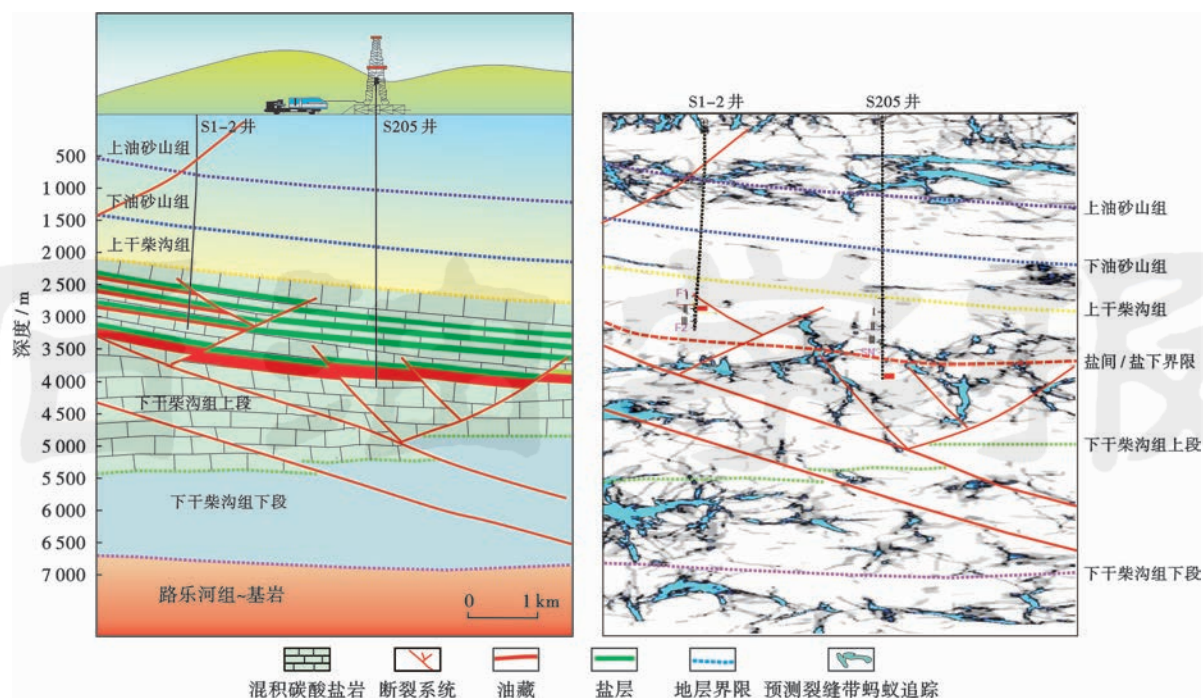 S1-2 井
S205 井
上油砂山组
下油砂山组
上干柴沟组
下干柴沟组上段
下干柴沟组下段
路乐河组~基岩
0 1 km
深度 / m
500
1 000
1 500
2 000
2 500
3 000
3 500
4 000
4 500
5 000
5 500
6 000
6 500
7 000
S1-2 井
S205 井
F1
F2
上油砂山组
下油砂山组
上干柴沟组
盐间 / 盐下界限
下干柴沟组上段
下干柴沟组下段
混积碳酸盐岩 断裂系统 油藏 盐层 地层界限 预测裂缝带蚂蚁追踪